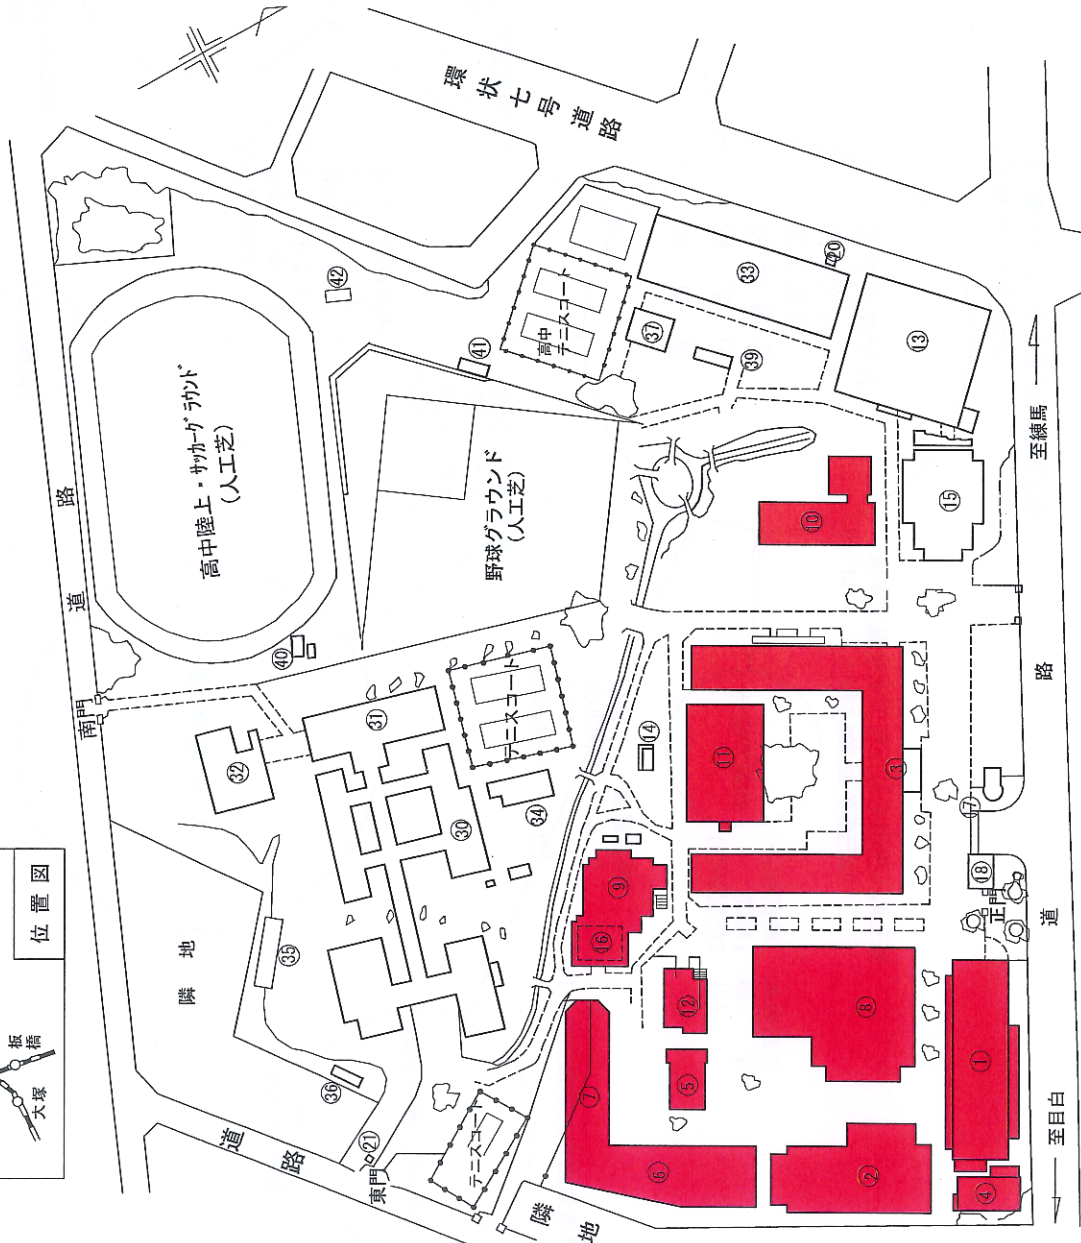 環状七号道路
道路
高中陸上・サッカーグラウンド
(人工芝)
㊷
㊶
高中
テニスコート
㊲
㊴
㉝
⑳
⑬
野球グラウンド
(人工芝)
㊵
南門
㉜
㉛
㉚
テニスコート
㉞
⑭
⑩
⑮
至練馬
⑪
③
⑰
⑱
正門
道路
位置図
板橋
大塚
隣地
㉟
㊱
⑨
⑯
⑫
⑤
⑧
①
⑦
⑥
②
④
至目白
道路
㉑
東門
テニスコート
隣地